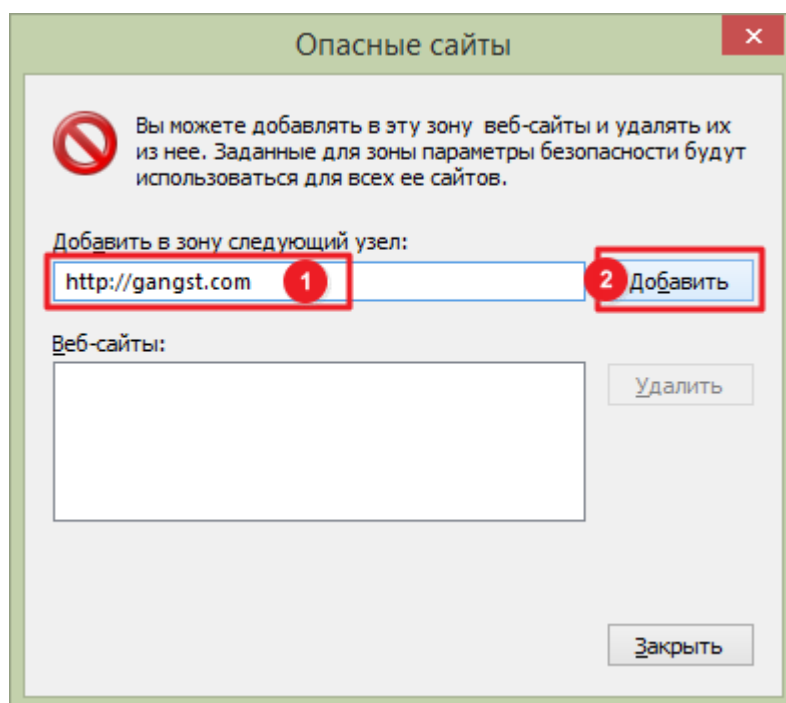 Опасные сайты
Вы можете добавлять в эту зону веб-сайты и удалять их
из нее. Заданные для зоны параметры безопасности будут
использоваться для всех ее сайтов.
Добавить в зону следующий узел:
http://gangst.com 1 2 Добавить
Веб-сайты:
Удалить
Закрыть